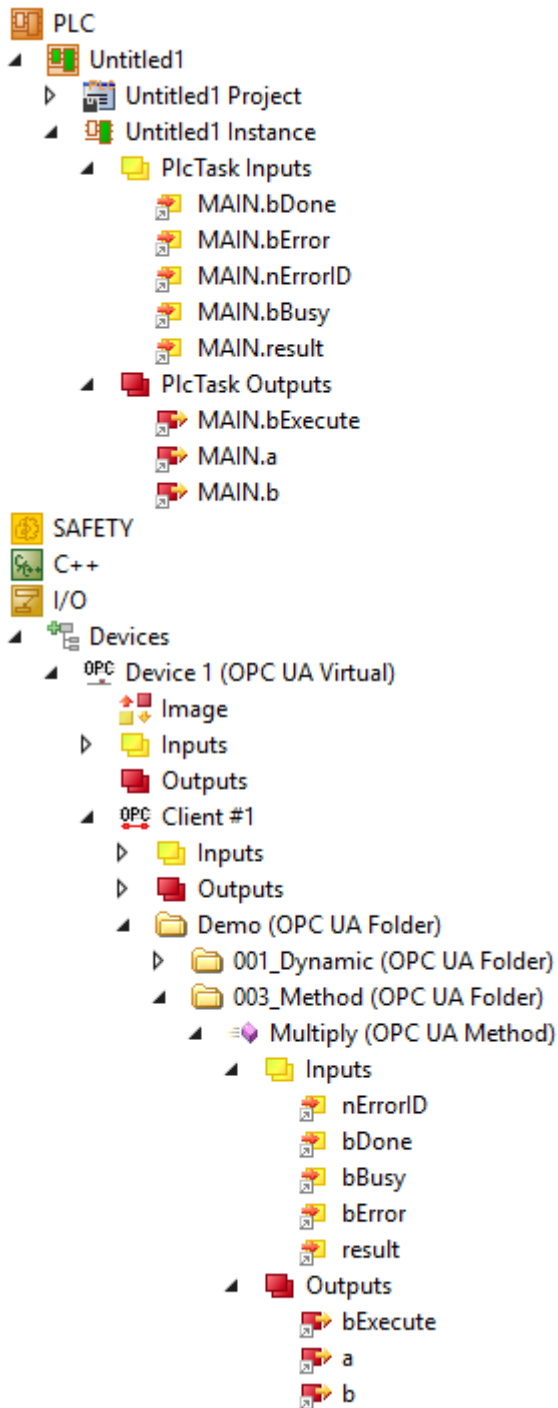 PLC
Untitled1
Untitled1 Project
Untitled1 Instance
PlcTask Inputs
MAIN.bDone
MAIN.bError
MAIN.nErrorID
MAIN.bBusy
MAIN.result
PlcTask Outputs
MAIN.bExecute
MAIN.a
MAIN.b
SAFETY
C++
I/O
Devices
OPC Device 1 (OPC UA Virtual)
Image
Inputs
Outputs
OPC Client #1
Inputs
Outputs
Demo (OPC UA Folder)
001_Dynamic (OPC UA Folder)
003_Method (OPC UA Folder)
Multiply (OPC UA Method)
Inputs
nErrorID
bDone
bBusy
bError
result
Outputs
bExecute
a
b